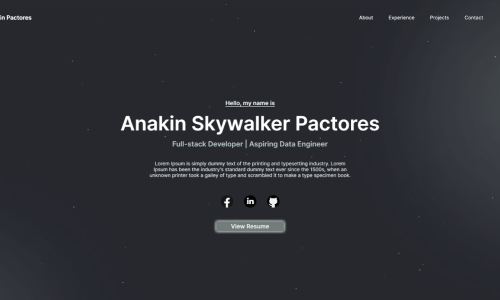 in Pactores
About Experience Projects Contact
Hello, my name is
Anakin Skywalker Pactores
Full-stack Developer | Aspiring Data Engineer
Lorem Ipsum is simply dummy text of the printing and typesetting industry. Lorem
Ipsum has been the industry's standard dummy text ever since the 1500s, when an
unknown printer took a galley of type and scrambled it to make a type specimen book.
f in
View Resume